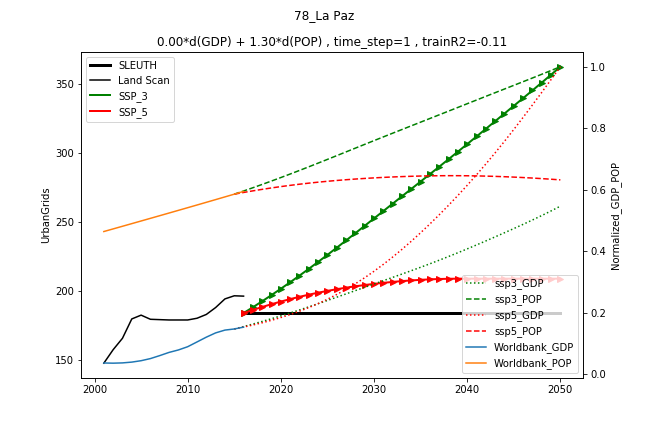 78_La Paz
0.00*d(GDP) + 1.30*d(POP) , time_step=1 , trainR2=-0.11
SLEUTH
Land Scan
SSP_3
SSP_5
350
300
250
200
150
UrbanGrids
1.0
0.8
0.6
0.4
0.2
0.0
Normalized_GDP_POP
ssp3_GDP
ssp3_POP
ssp5_GDP
ssp5_POP
Worldbank_GDP
Worldbank_POP
2000
2010
2020
2030
2040
2050